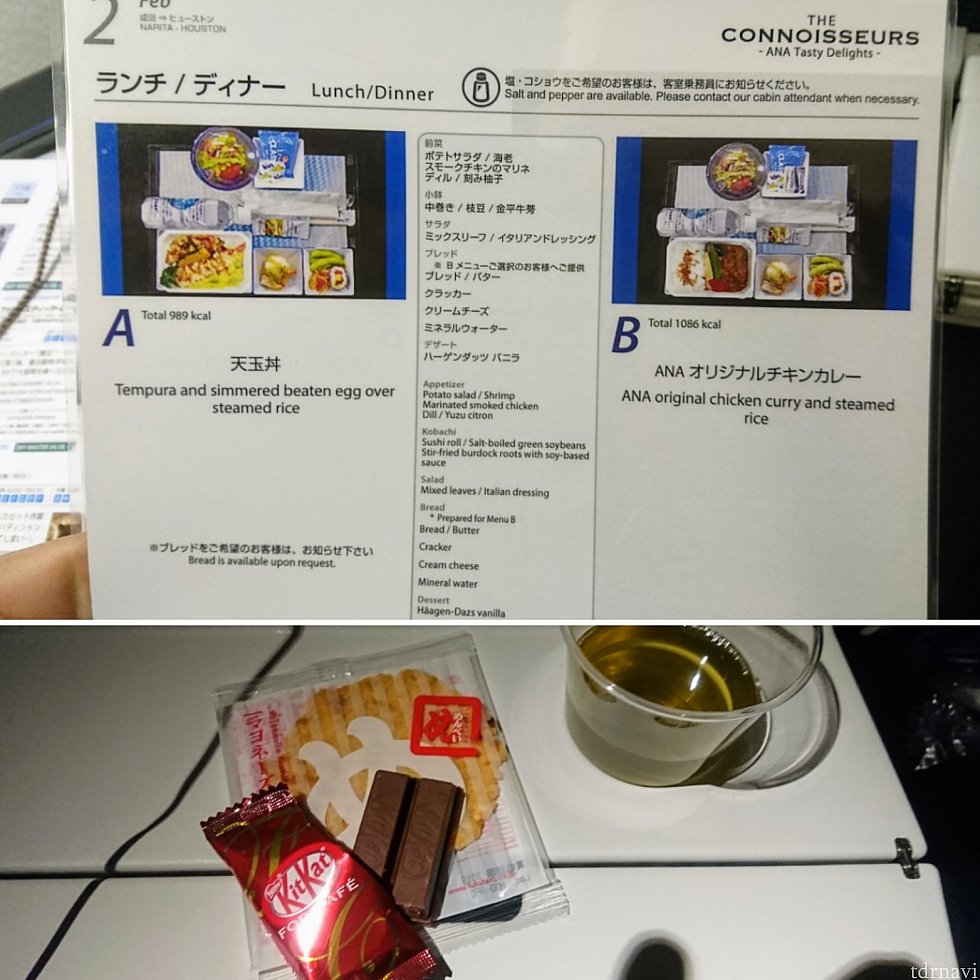 2 Feb
成田 ⇒ ヒューストン
NARITA - HOUSTON
THE
CONNOISSEURS
- ANA Tasty Delights -
ランチ / ディナー Lunch/Dinner
塩・コショウをご希望のお客様は、客室乗務員にお知らせください。
Salt and pepper are available. Please contact our cabin attendant when necessary.
A Total 989 kcal
天玉丼
Tempura and simmered beaten egg over
steamed rice
※ブレッドをご希望のお客様は、お知らせ下さい
Bread is available upon request.
前菜
ポテトサラダ / 海老
スモークチキンのマリネ
ディル / 刻み柚子
小鉢
中巻き / 枝豆 / 金平牛蒡
サラダ
ミックスリーフ / イタリアンドレッシング
ブレッド
※ B メニューご選択のお客様へご提供
ブレッド / バター
クラッカー
クリームチーズ
ミネラルウォーター
デザート
ハーゲンダッツ バニラ
Appetizer
Potato salad / Shrimp
Marinated smoked chicken
Dill / Yuzu citron
Kobachi
Sushi roll / Salt-boiled green soybeans
Stir-fried burdock roots with soy-based
sauce
Salad
Mixed leaves / Italian dressing
Bread
* Prepared for Menu B
Bread / Butter
Cracker
Cream cheese
Mineral water
Dessert
Häagen-Dazs vanilla
B Total 1086 kcal
ANA オリジナルチキンカレー
ANA original chicken curry and steamed
rice
めんべい
マヨネーズ
Nestle
KitKat
FOR CAFÉ
tdrnavi